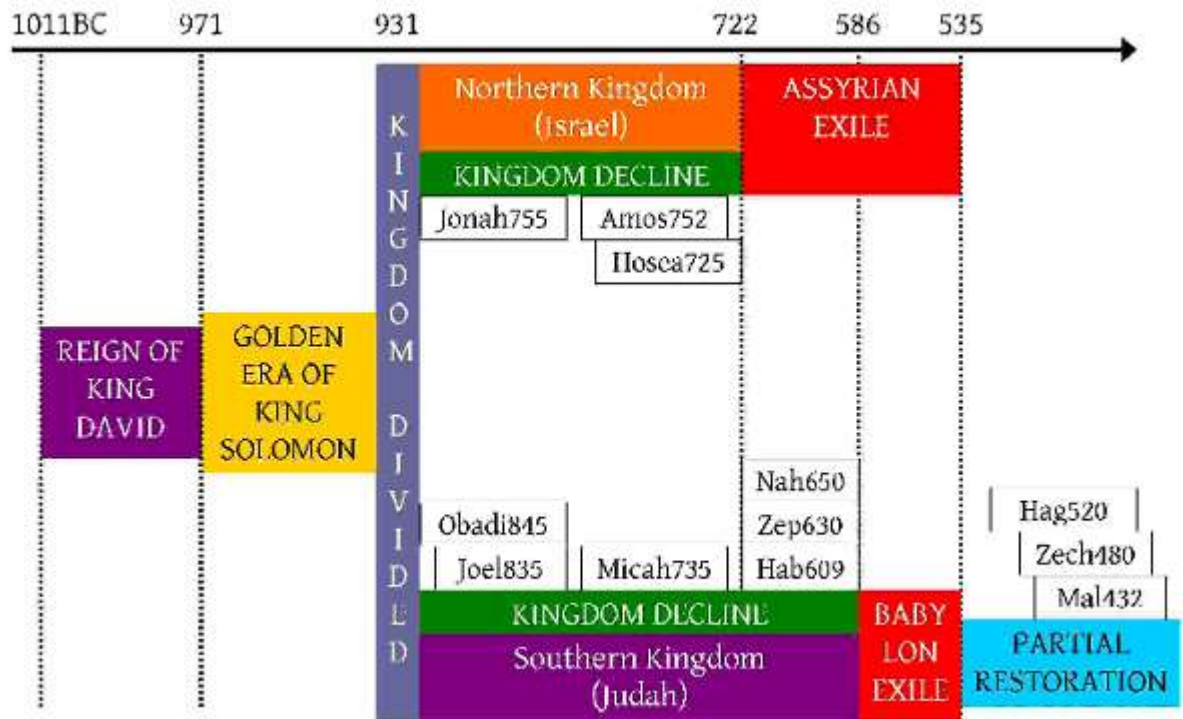 1011BC 971 931 722 586 535
Northern Kingdom
(Israel)
ASSYRIAN
EXILE
KINGDOM DECLINE
Jonah755
Amos752
Hosea725
KINGDOM DIVIDED
REIGN OF
KING
DAVID
GOLDEN
ERA OF
KING
SOLOMON
Nah650
Zep630
Hab609
Obadi845
Joel835
Micah735
Hag520
Zech480
Mal432
KINGDOM DECLINE
Southern Kingdom
(Judah)
BABY
LON
EXILE
PARTIAL
RESTORATION